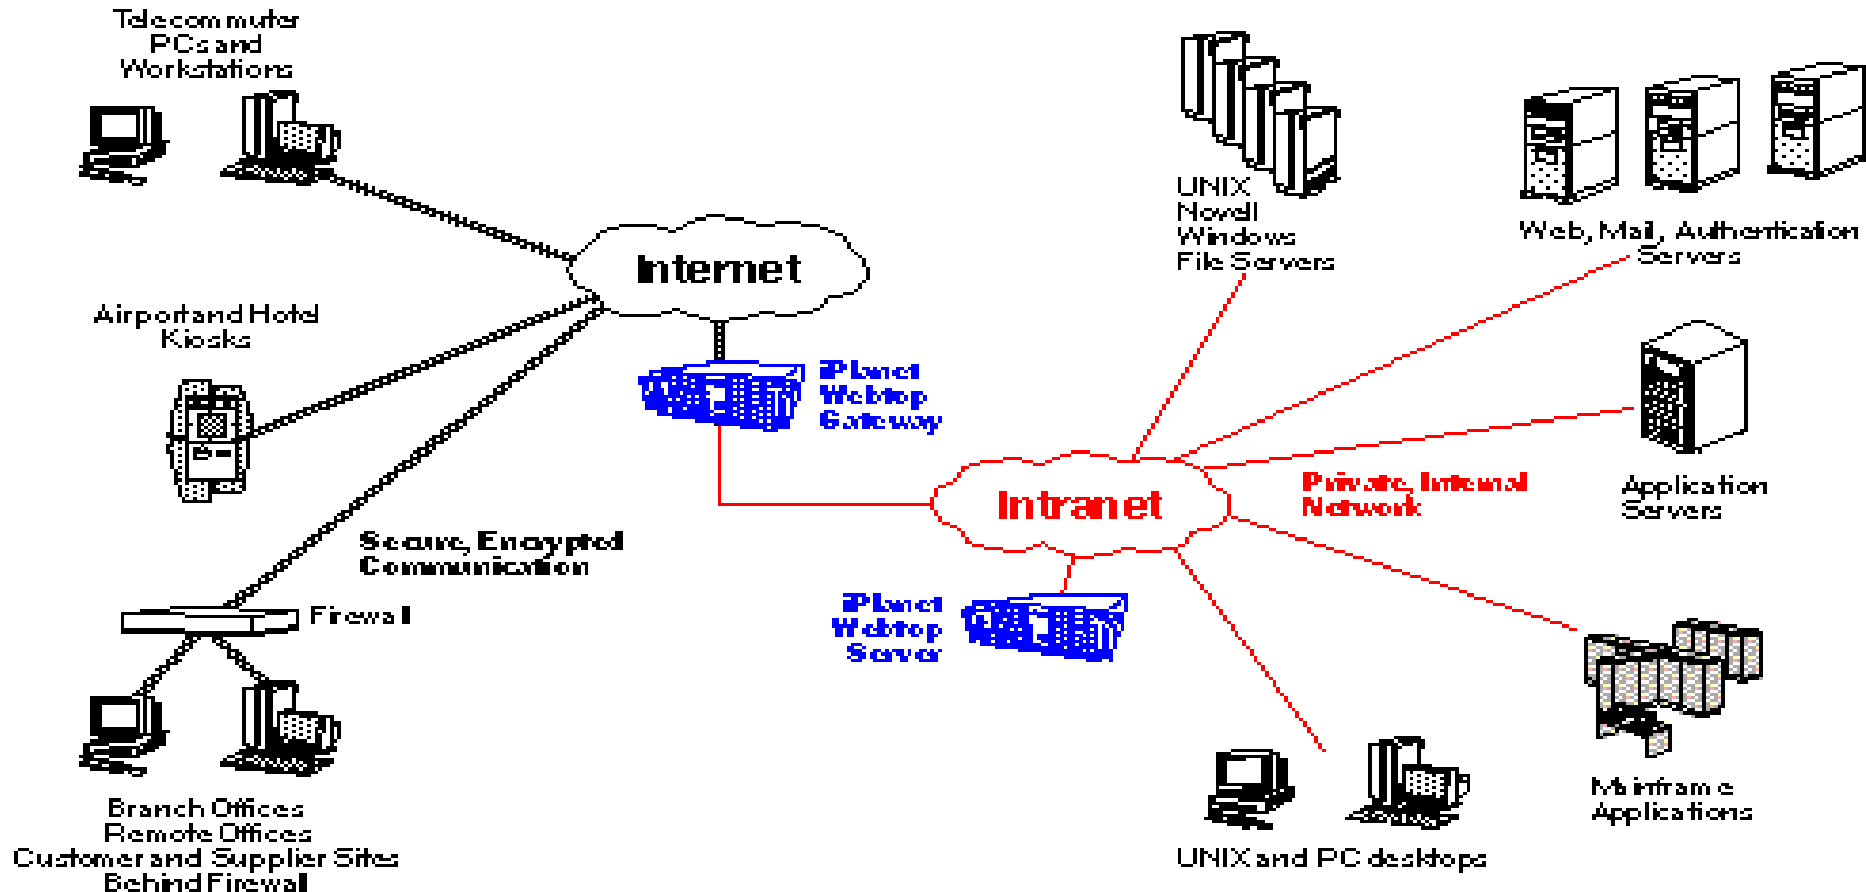 Telecommuter
PCs and
Workstations
Internet
Airport and Hotel
Kiosks
iPlanet
Webtop
Gateway
Secure, Encrypted
Communication
Firewall
Branch Offices
Remote Offices
Customer and Supplier Sites
Behind Firewall
UNIX
Novell
Windows
File Servers
Web, Mail, Authentication
Servers
Intranet
Private, Internal
Network
Application
Servers
iPlanet
Webtop
Server
Mainframe
Applications
UNIX and PC desktops